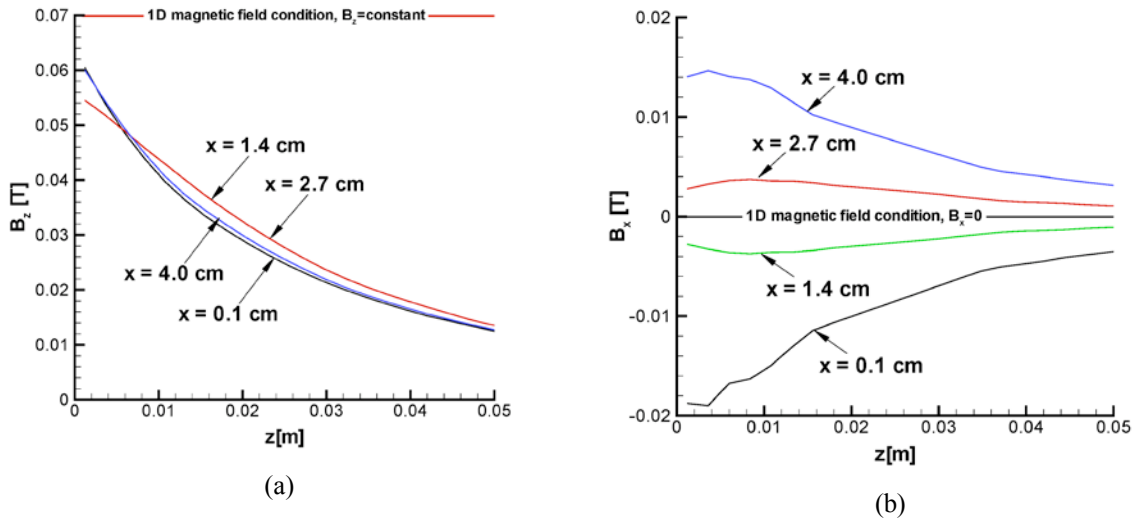 0.07
1D magnetic field condition, Bz=constant
0.06
0.05
0.04
0.03
0.02
0.01
0
Bz [T]
x = 1.4 cm
x = 2.7 cm
x = 4.0 cm
x = 0.1 cm
0
0.01
0.02
0.03
0.04
0.05
z[m]
(a)
0.02
0.01
0
-0.01
-0.02
Bx [T]
x = 4.0 cm
x = 2.7 cm
1D magnetic field condition, Bx=0
x = 1.4 cm
x = 0.1 cm
0
0.01
0.02
0.03
0.04
0.05
z[m]
(b)